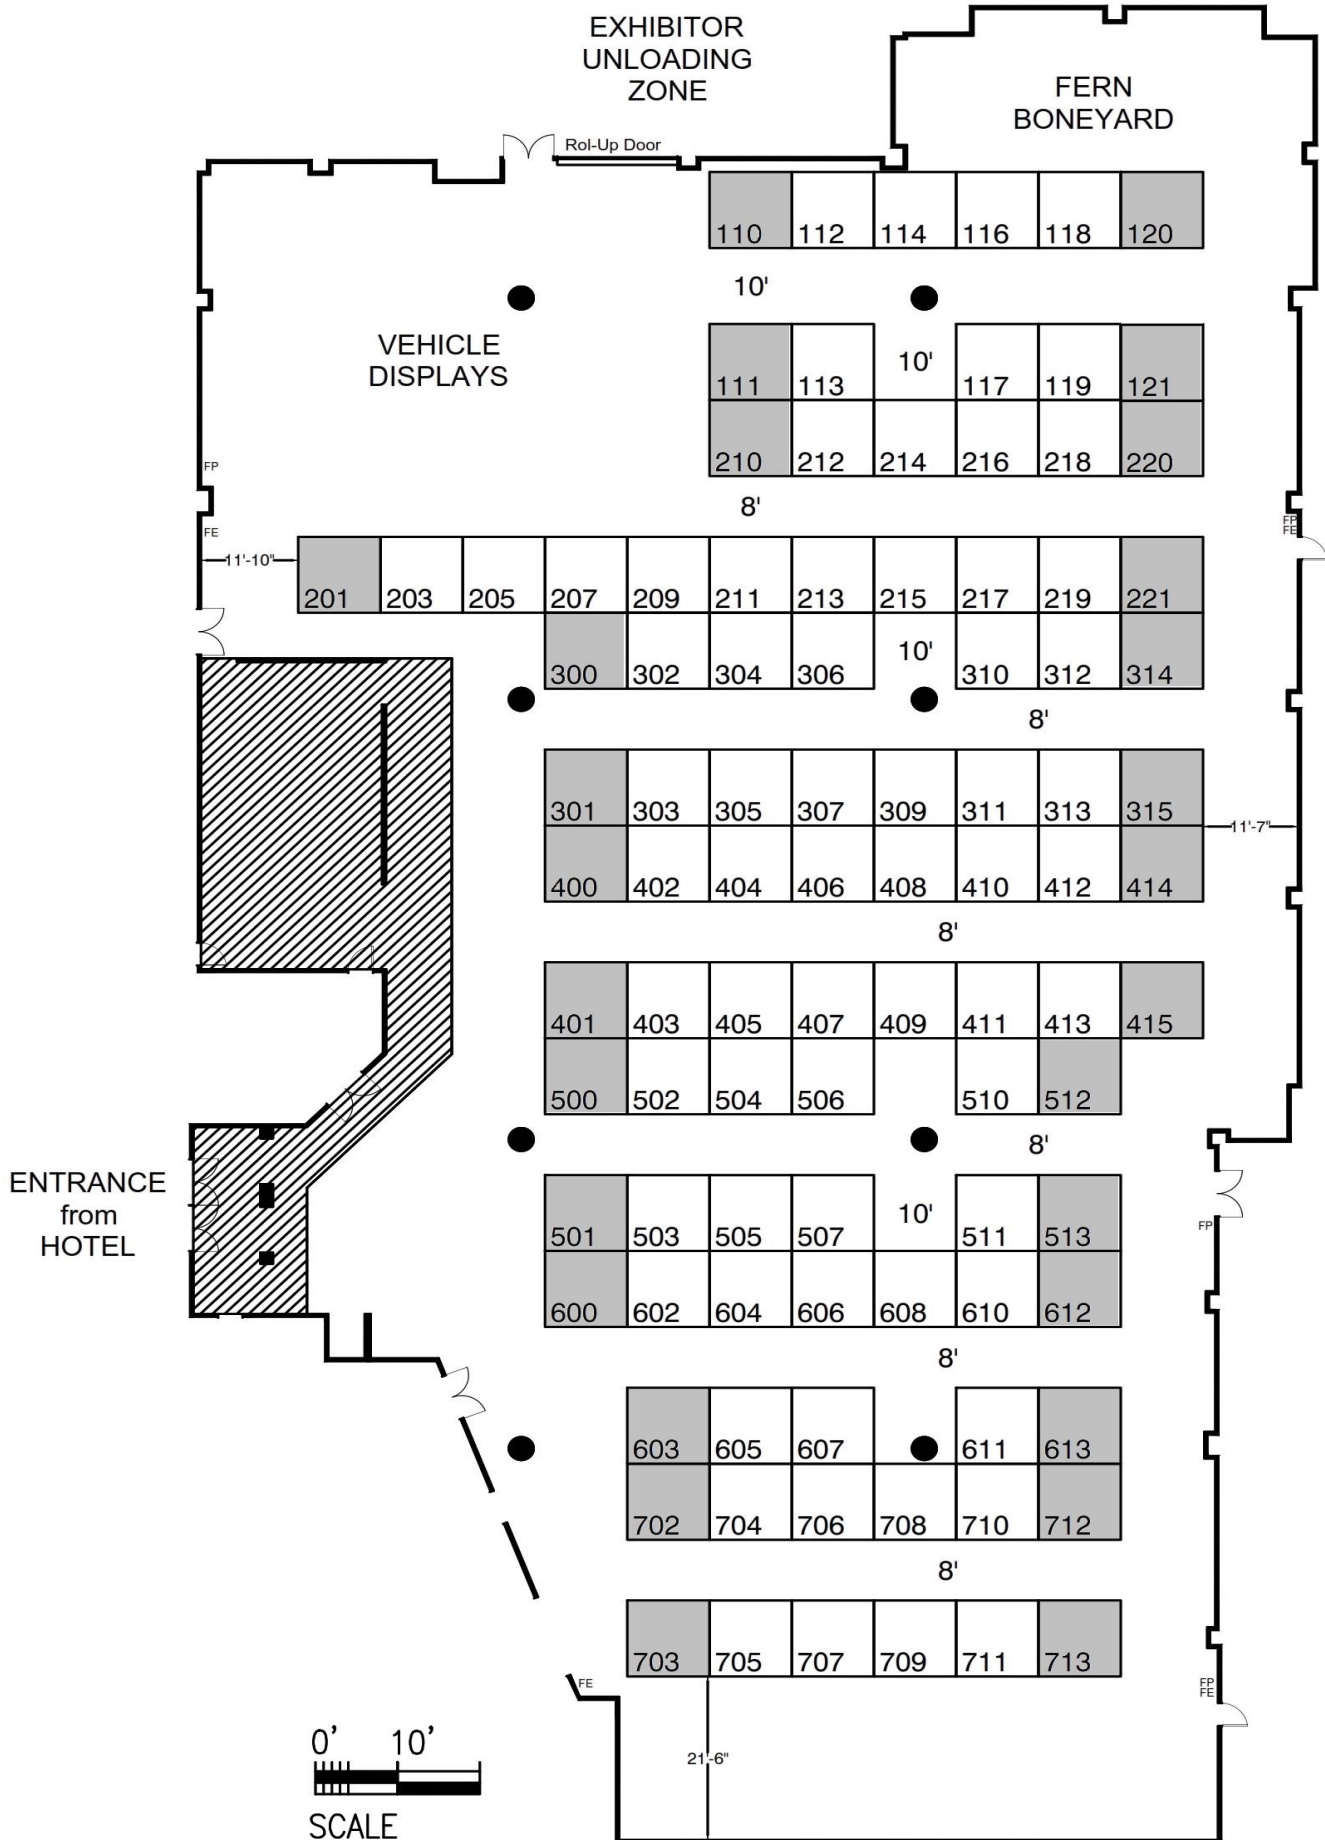 EXHIBITOR
UNLOADING
ZONE
FERN
BONEYARD
Rol-Up Door
110 112 114 116 118 120
10'
VEHICLE
DISPLAYS
10'
111 113 117 119 121
210 212 214 216 218 220
FP
8'
FE
FP
FE
11'-10"
201 203 205 207 209 211 213 215 217 219 221
10'
300 302 304 306 310 312 314
8'
301 303 305 307 309 311 313 315
11'-7"
400 402 404 406 408 410 412 414
8'
401 403 405 407 409 411 413 415
500 502 504 506 510 512
8'
ENTRANCE
from
HOTEL
10'
FP
501 503 505 507 511 513
600 602 604 606 608 610 612
8'
603 605 607 611 613
702 704 706 708 710 712
8'
703 705 707 709 711 713
FE
FP
FE
21'-6"
0' 10'
SCALE